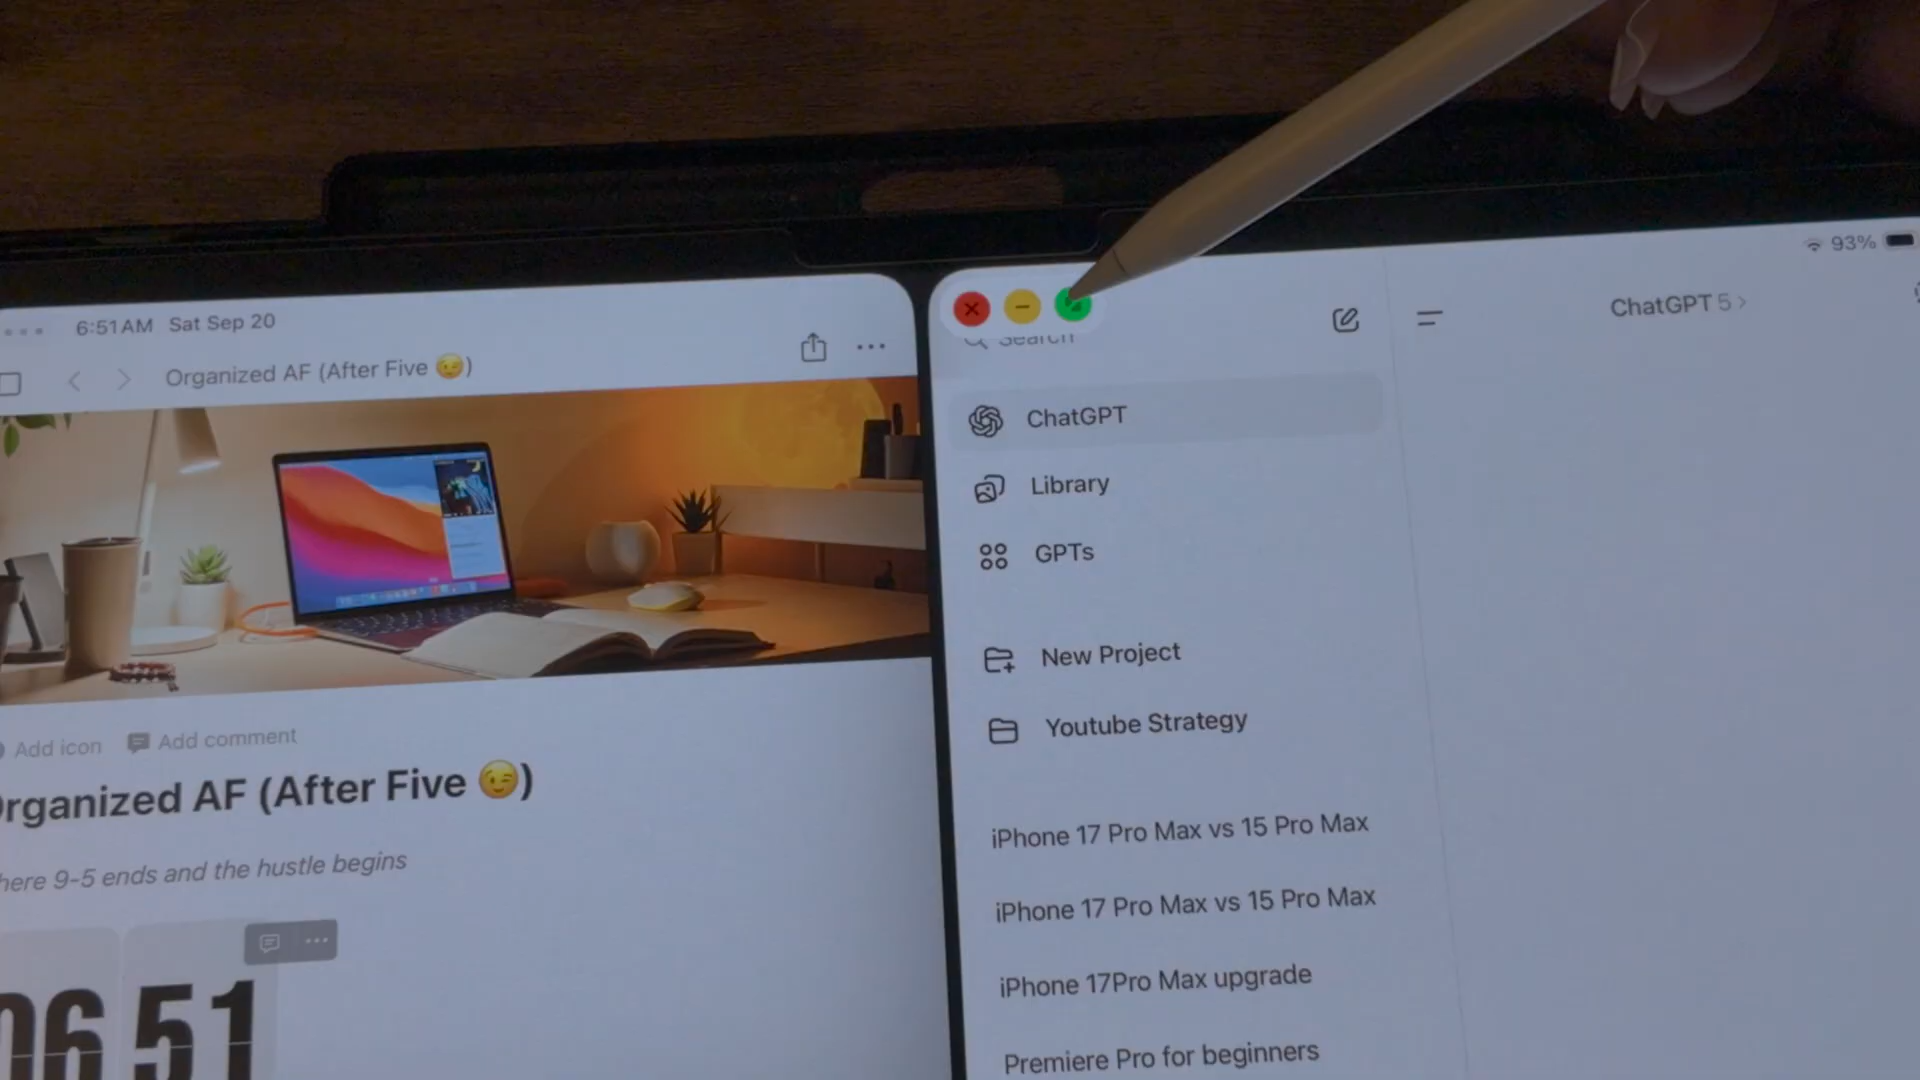 6:51AM Sat Sep 20
Organized AF (After Five 😉)
Add icon Add comment
Organized AF (After Five 😉)
here 9-5 ends and the hustle begins
06 51
93%
Search
ChatGPT 5 >
ChatGPT
Library
GPTs
New Project
Youtube Strategy
iPhone 17 Pro Max vs 15 Pro Max
iPhone 17 Pro Max vs 15 Pro Max
iPhone 17Pro Max upgrade
Premiere Pro for beginners